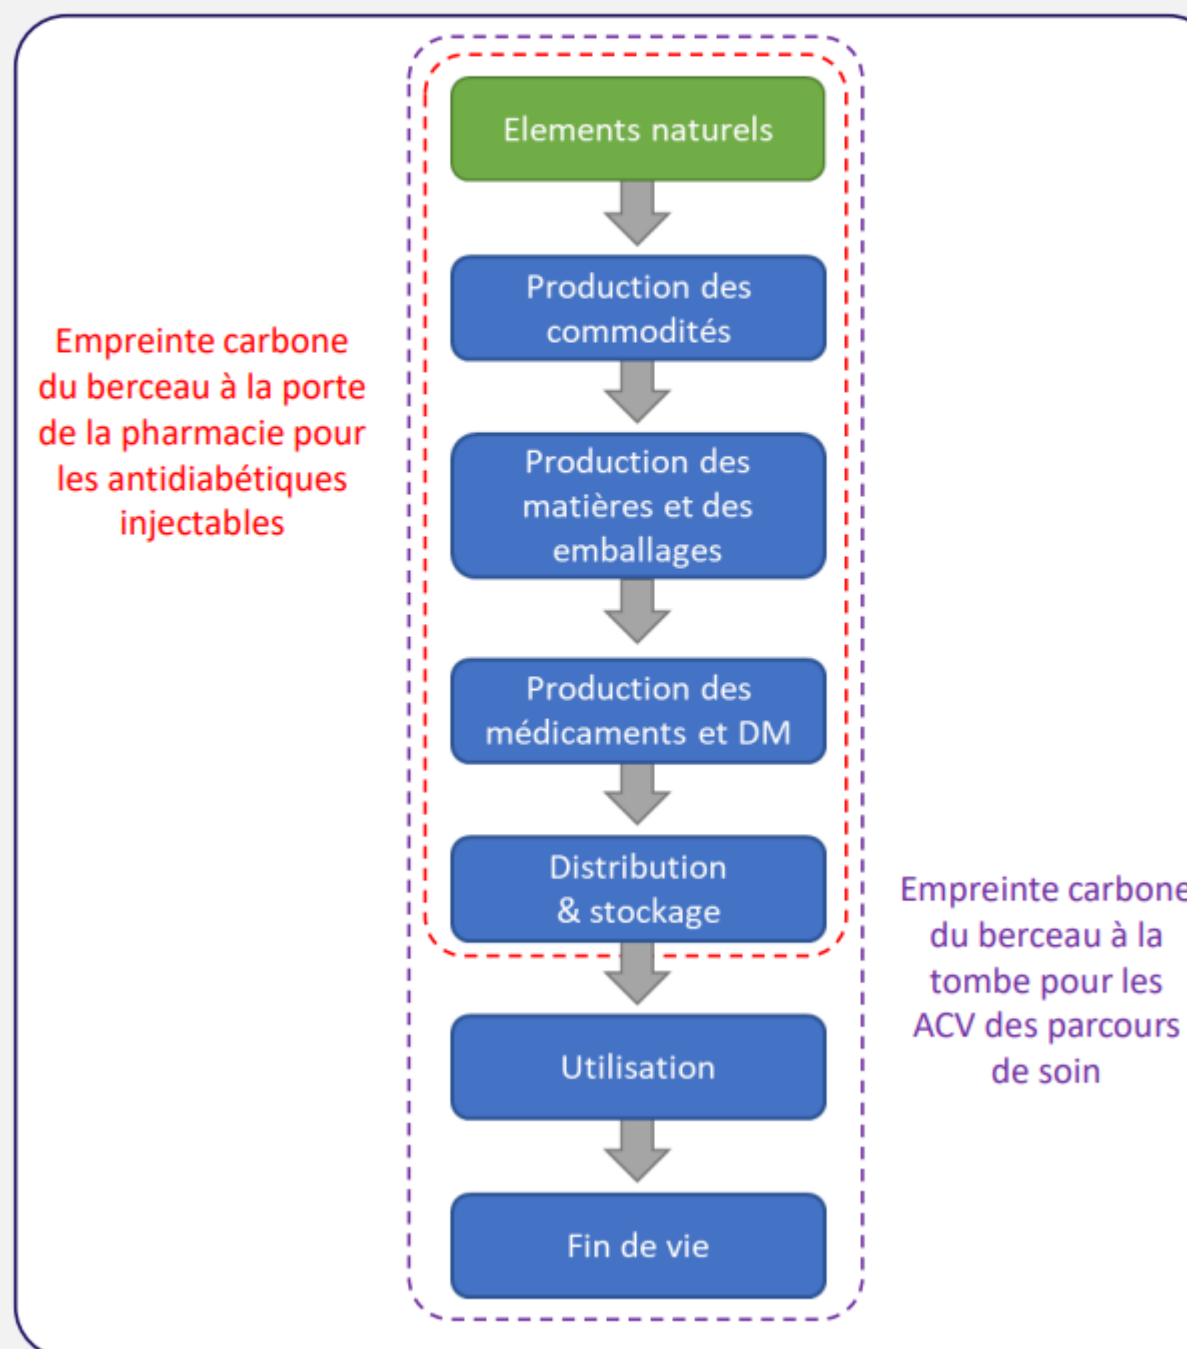 Elements naturels
Production des
commodités
Empreinte carbone
du berceau à la porte
de la pharmacie pour
les antidiabétiques
injectables
Production des
matières et des
emballages
Production des
médicaments et DM
Distribution
& stockage
Empreinte carbone
du berceau à la
tombe pour les
ACV des parcours
de soin
Utilisation
Fin de vie